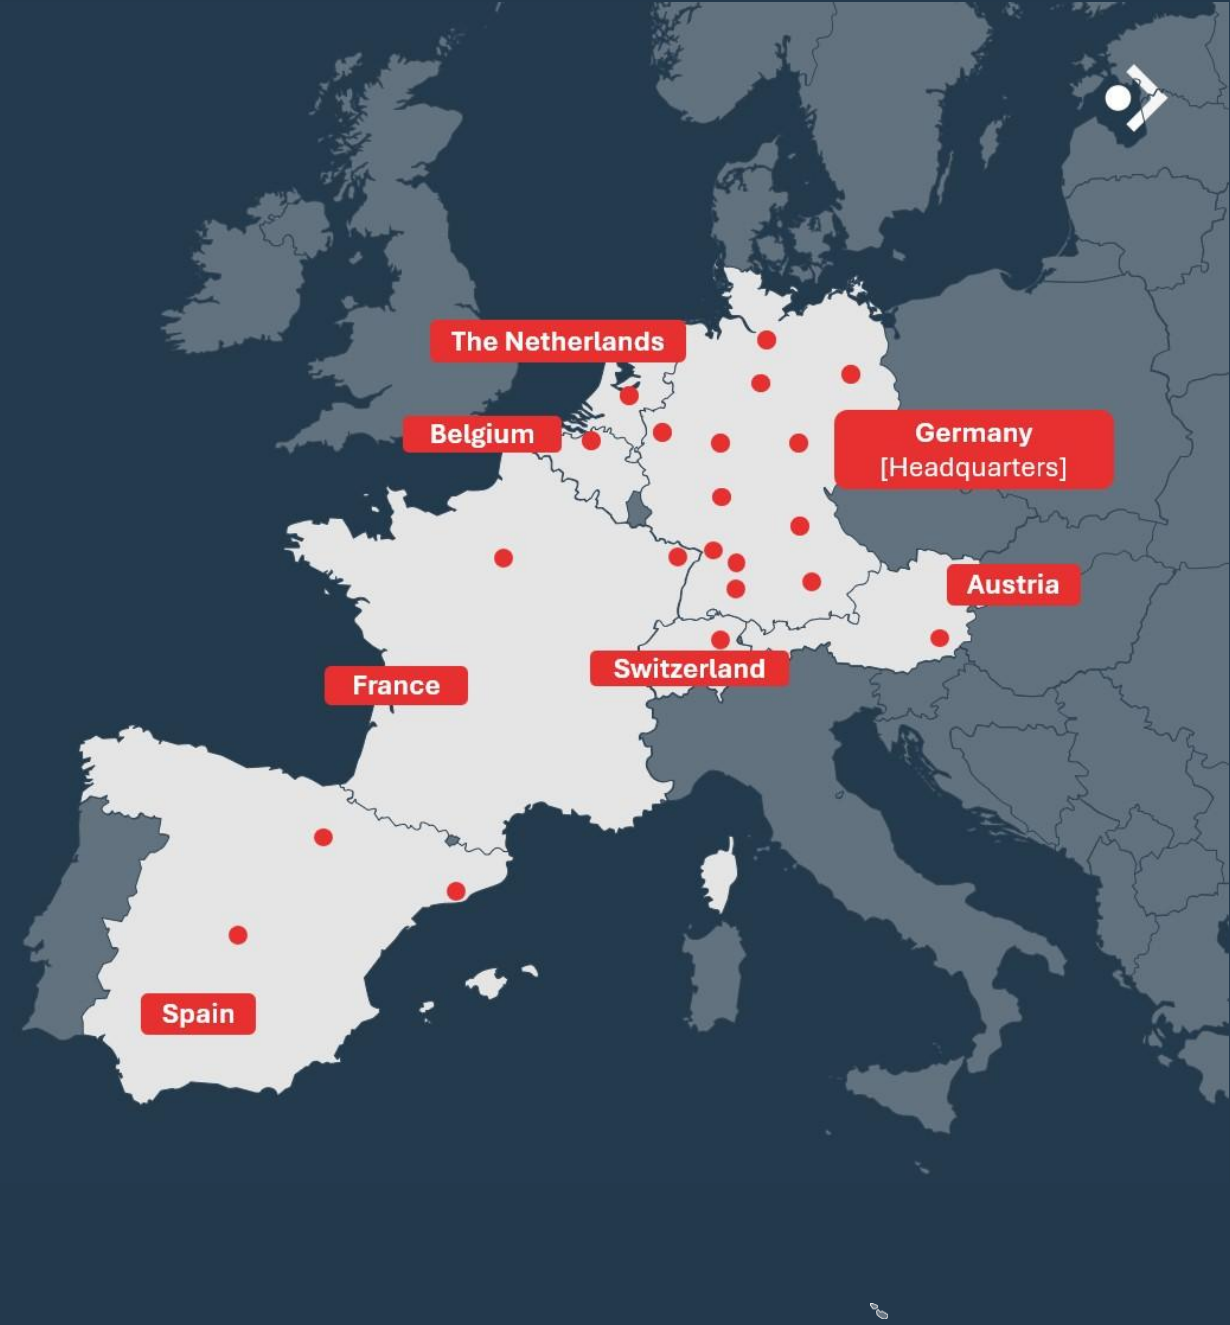 The Netherlands
Belgium
Germany
[Headquarters]
Austria
Switzerland
France
Spain